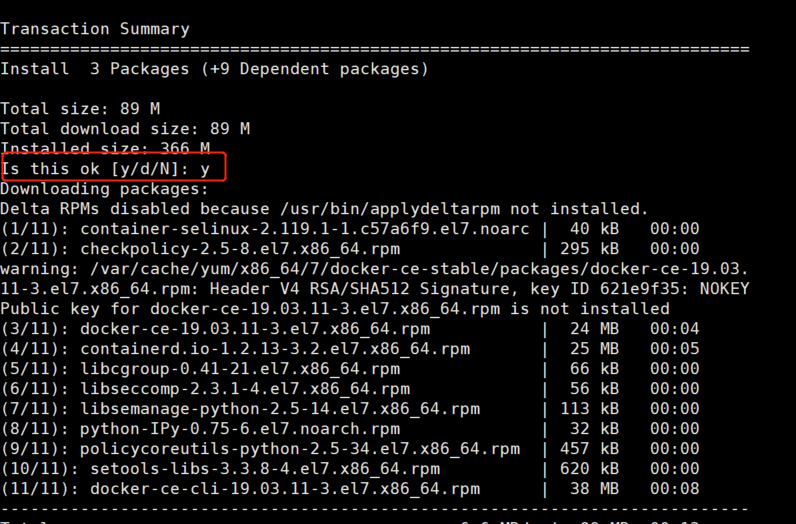 Transaction Summary
===========================================================================
Install  3 Packages (+9 Dependent packages)
Total size: 89 M
Total download size: 89 M
Installed size: 366 M
Is this ok [y/d/N]: y
Downloading packages:
Delta RPMs disabled because /usr/bin/applydeltarpm not installed.
(1/11): container-selinux-2.119.1-1.c57a6f9.el7.noarc |  40 kB   00:00
(2/11): checkpolicy-2.5-8.el7.x86_64.rpm              | 295 kB   00:00
warning: /var/cache/yum/x86_64/7/docker-ce-stable/packages/docker-ce-19.03.
11-3.el7.x86_64.rpm: Header V4 RSA/SHA512 Signature, key ID 621e9f35: NOKEY
Public key for docker-ce-19.03.11-3.el7.x86_64.rpm is not installed
(3/11): docker-ce-19.03.11-3.el7.x86_64.rpm           |  24 MB   00:04
(4/11): containerd.io-1.2.13-3.2.el7.x86_64.rpm       |  25 MB   00:05
(5/11): libcgroup-0.41-21.el7.x86_64.rpm              |  66 kB   00:00
(6/11): libseccomp-2.3.1-4.el7.x86_64.rpm             |  56 kB   00:00
(7/11): libsemanage-python-2.5-14.el7.x86_64.rpm      | 113 kB   00:00
(8/11): python-IPy-0.75-6.el7.noarch.rpm              |  32 kB   00:00
(9/11): policycoreutils-python-2.5-34.el7.x86_64.rpm  | 457 kB   00:00
(10/11): setools-libs-3.3.8-4.el7.x86_64.rpm          | 620 kB   00:00
(11/11): docker-ce-cli-19.03.11-3.el7.x86_64.rpm      |  38 MB   00:08
---------------------------------------------------------------------------